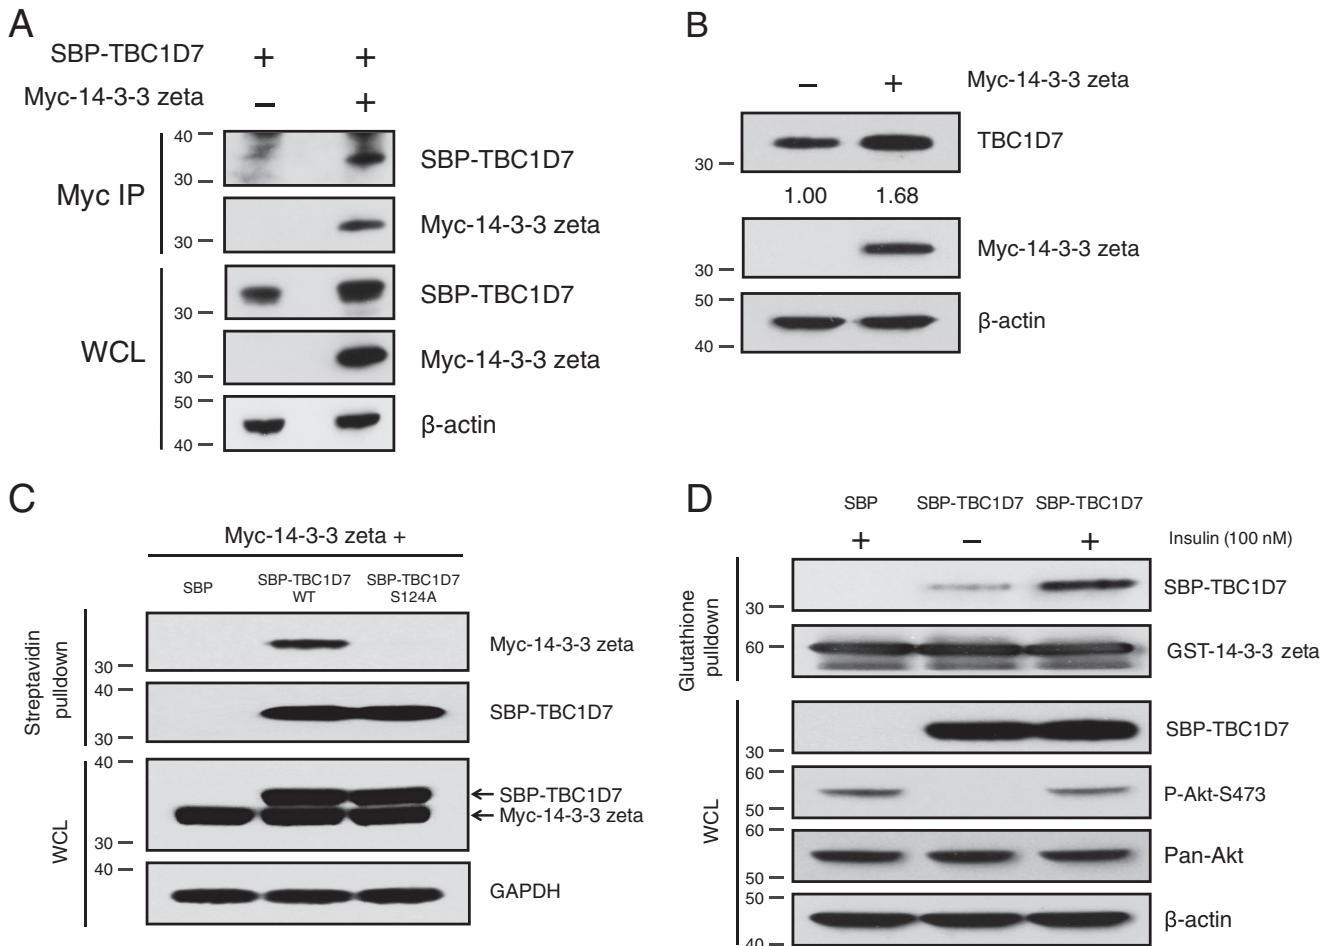 A
SBP-TBC1D7 + +
Myc-14-3-3 zeta − +
Myc IP
40
30
SBP-TBC1D7
30
Myc-14-3-3 zeta
WCL
30
SBP-TBC1D7
30
Myc-14-3-3 zeta
50
40
β-actin
B
− + Myc-14-3-3 zeta
30
TBC1D7
1.00 1.68
30
Myc-14-3-3 zeta
50
40
β-actin
C
Myc-14-3-3 zeta +
SBP
SBP-TBC1D7
WT
SBP-TBC1D7
S124A
Streptavidin
pulldown
30
Myc-14-3-3 zeta
40
30
SBP-TBC1D7
WCL
40
30
← SBP-TBC1D7
← Myc-14-3-3 zeta
40
GAPDH
D
SBP SBP-TBC1D7 SBP-TBC1D7
+ − + Insulin (100 nM)
Glutathione
pulldown
30
SBP-TBC1D7
60
GST-14-3-3 zeta
WCL
30
SBP-TBC1D7
60
50
P-Akt-S473
60
50
Pan-Akt
50
40
β-actin